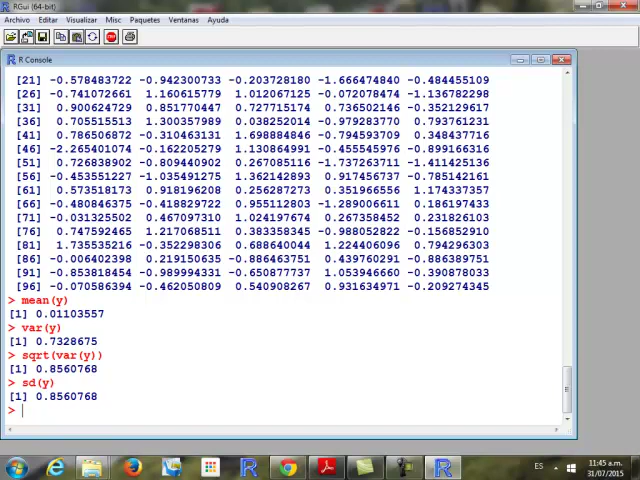 RGui (64-bit)
Archivo Editar Visualizar Misc Paquetes Ventanas Ayuda
R Console
[21] -0.578483722 -0.942300733 -0.203728180 -1.666474840 -0.484455109
[26] -0.741072661 1.160615779 1.012067125 -0.072078474 -1.136782298
[31] 0.900624729 0.851770447 0.727715174 0.736502146 -0.352129617
[36] 0.705515513 1.300357989 0.038252014 -0.979283770 0.793761231
[41] 0.786506872 -0.310463131 1.698884846 -0.794593709 0.348437716
[46] -2.265401074 -0.162205279 1.130864991 -0.455545976 -0.899166316
[51] 0.726838902 -0.809440902 0.267085116 -1.737263711 -1.411425136
[56] -0.453551227 -1.035491275 1.362142893 0.917456737 -0.785142161
[61] 0.573518173 0.918196208 0.256287273 0.351966556 1.174337357
[66] -0.480846375 -0.418829722 0.955112803 -1.289006611 0.186197433
[71] -0.031325502 0.467097310 1.024197674 0.267358452 0.231826103
[76] 0.747592465 1.217068511 0.383358345 -0.988052822 -0.156852910
[81] 1.735535216 -0.352298306 0.688640044 1.224406096 0.794296303
[86] -0.006402398 0.219150635 -0.886463751 0.439760291 -0.886389751
[91] -0.853818454 -0.989994331 -0.650877737 1.053946660 -0.390878033
[96] -0.070586394 -0.462050809 0.540908267 0.931634971 -0.209274345
> mean(y)
[1] 0.01103557
> var(y)
[1] 0.7328675
> sqrt(var(y))
[1] 0.8560768
> sd(y)
[1] 0.8560768
>
ES
11:45 a.m.
31/07/2015